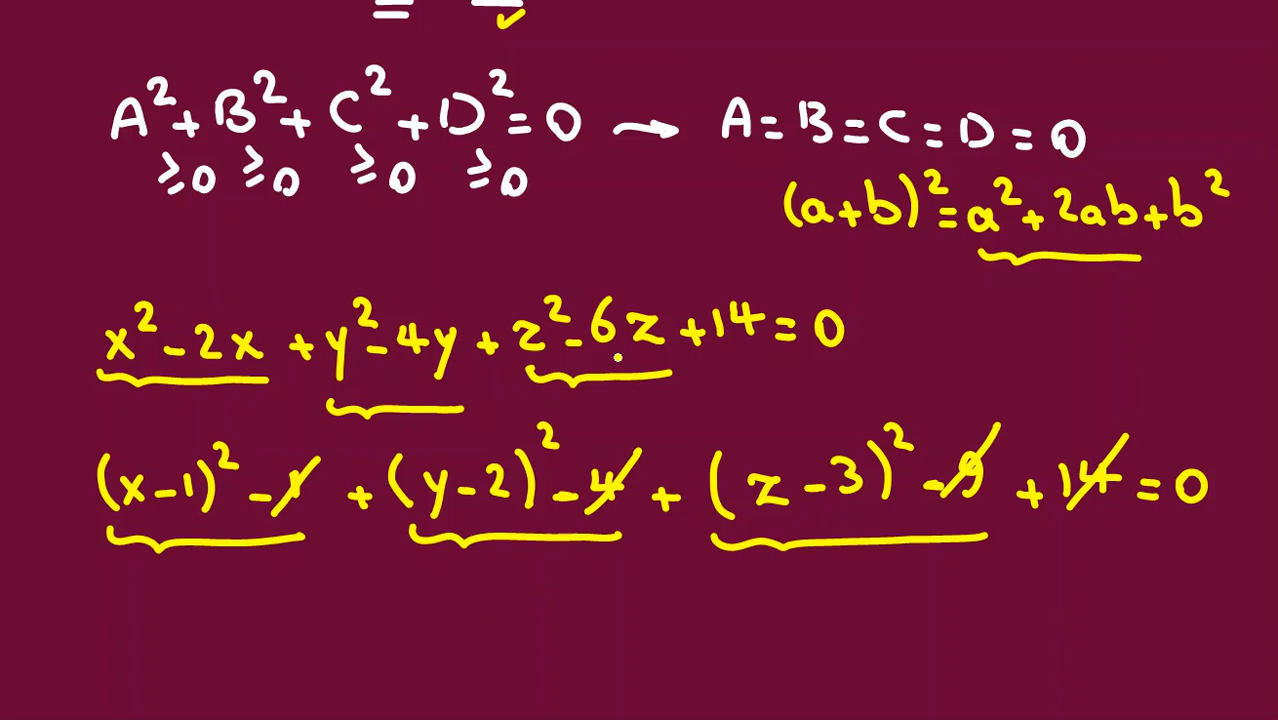 A²+B²+C²+D²=0 → A=B=C=D=0
≥0 ≥0 ≥0 ≥0
(a+b)²=a²+2ab+b²
x²-2x+y²-4y+z²-6z+14=0
(x-1)²-1+(y-2)²-4+(z-3)²-9+14=0